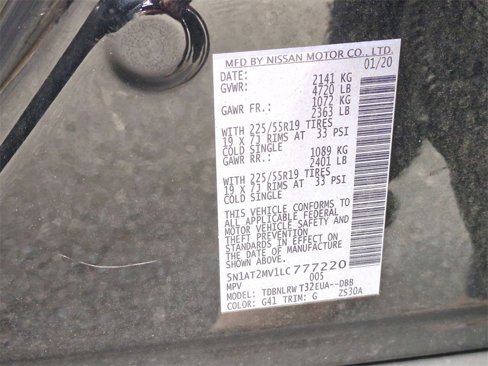 MFD BY NISSAN MOTOR CO., LTD.
DATE: 01/20
GVWR: 2141 KG
4720 LB
GAWR FR.: 1072 KG
2363 LB
WITH 225/55R19 TIRES
19 X 7J RIMS AT 33 PSI
COLD SINGLE
GAWR RR.: 1089 KG
2401 LB
WITH 225/55R19 TIRES
19 X 7J RIMS AT 33 PSI
COLD SINGLE
THIS VEHICLE CONFORMS TO
ALL APPLICABLE FEDERAL
MOTOR VEHICLE SAFETY AND
THEFT PREVENTION
STANDARDS IN EFFECT ON
THE DATE OF MANUFACTURE
SHOWN ABOVE.
5N1AT2MV1LC777220
MPV 005
MODEL: TDBNLRW T32EUA--DBB
COLOR: G41 TRIM: G ZS30A